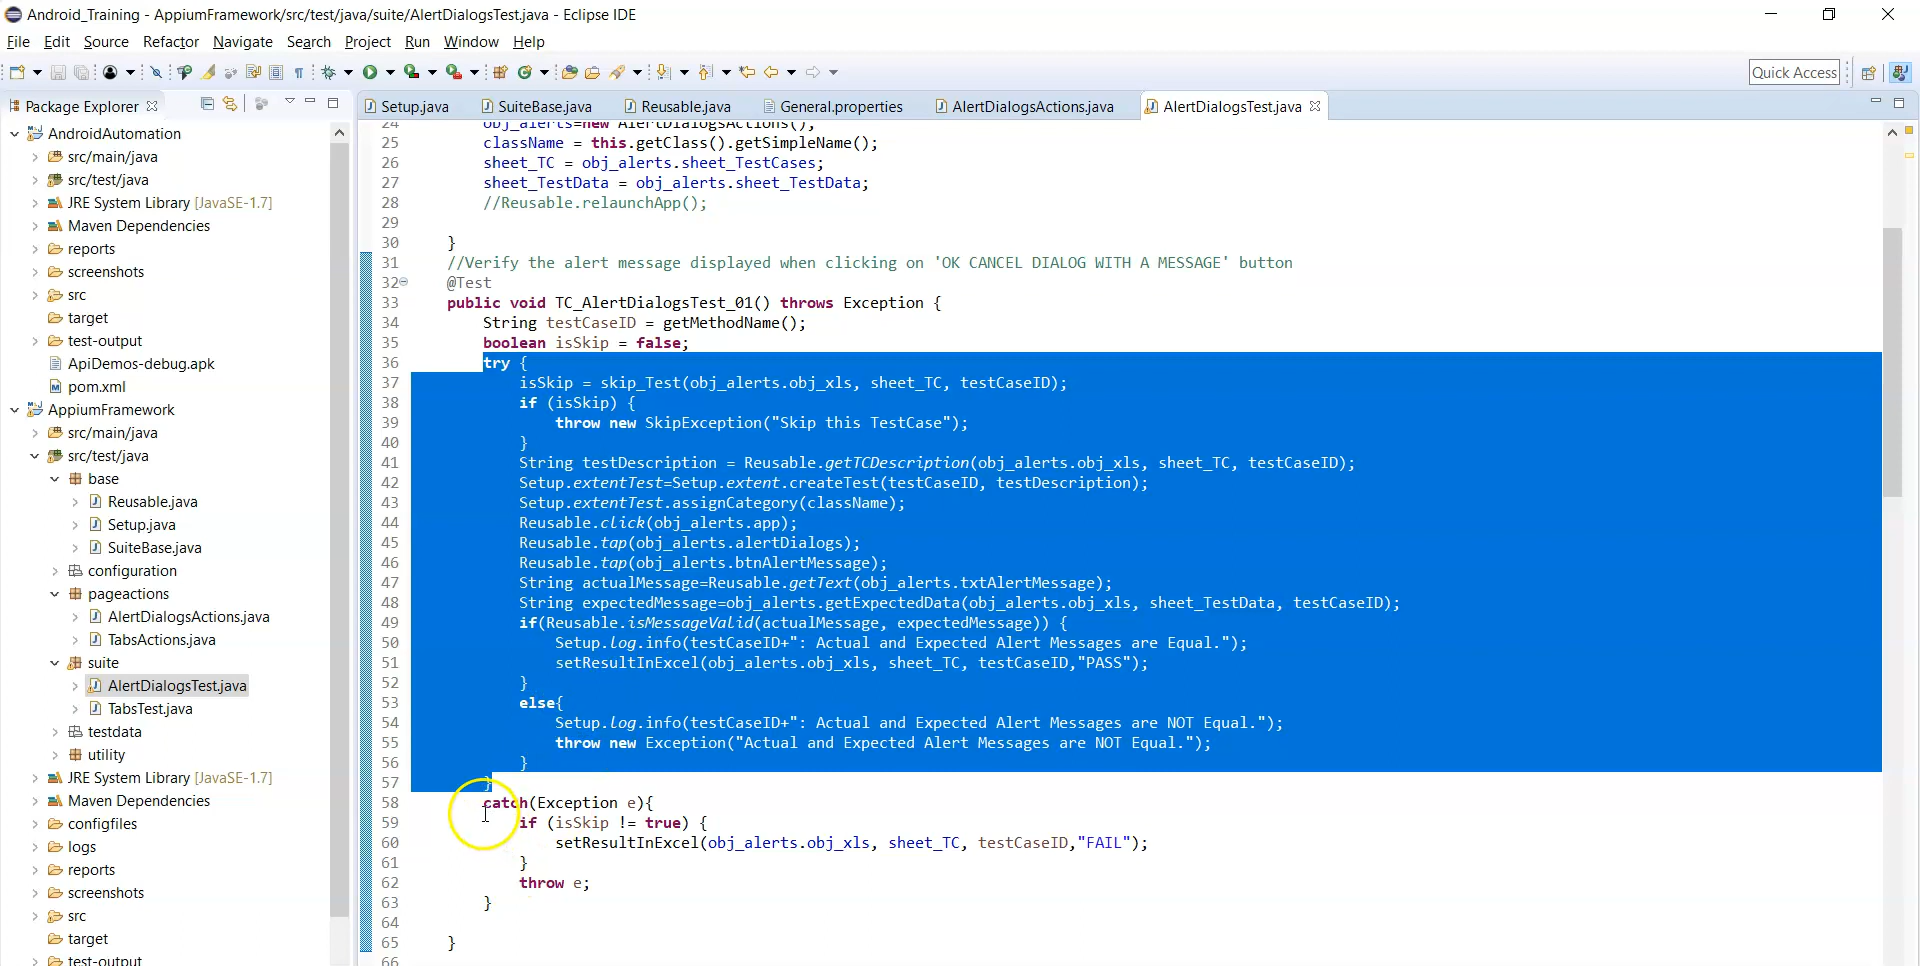 Android_Training - AppiumFramework/src/test/java/suite/AlertDialogsTest.java - Eclipse IDE
File Edit Source Refactor Navigate Search Project Run Window Help
Quick Access
Package Explorer
Setup.java SuiteBase.java Reusable.java General.properties AlertDialogsActions.java AlertDialogsTest.java
AndroidAutomation
src/main/java
src/test/java
JRE System Library [JavaSE-1.7]
Maven Dependencies
reports
screenshots
src
target
test-output
ApiDemos-debug.apk
pom.xml
AppiumFramework
src/main/java
src/test/java
base
Reusable.java
Setup.java
SuiteBase.java
configuration
pageactions
AlertDialogsActions.java
TabsActions.java
suite
AlertDialogsTest.java
TabsTest.java
testdata
utility
JRE System Library [JavaSE-1.7]
Maven Dependencies
configfiles
logs
reports
screenshots
src
target
test-output
24 obj_alerts=new AlertDialogsActions();
25 className = this.getClass().getSimpleName();
26 sheet_TC = obj_alerts.sheet_TestCases;
27 sheet_TestData = obj_alerts.sheet_TestData;
28 //Reusable.relaunchApp();
29
30 }
31 //Verify the alert message displayed when clicking on 'OK CANCEL DIALOG WITH A MESSAGE' button
32 @Test
33 public void TC_AlertDialogsTest_01() throws Exception {
34 String testCaseID = getMethodName();
35 boolean isSkip = false;
36 try {
37 isSkip = skip_Test(obj_alerts.obj_xls, sheet_TC, testCaseID);
38 if (isSkip) {
39 throw new SkipException("Skip this TestCase");
40 }
41 String testDescription = Reusable.getTCDescription(obj_alerts.obj_xls, sheet_TC, testCaseID);
42 Setup.extentTest=Setup.extent.createTest(testCaseID, testDescription);
43 Setup.extentTest.assignCategory(className);
44 Reusable.click(obj_alerts.app);
45 Reusable.tap(obj_alerts.alertDialogs);
46 Reusable.tap(obj_alerts.btnAlertMessage);
47 String actualMessage=Reusable.getText(obj_alerts.txtAlertMessage);
48 String expectedMessage=obj_alerts.getExpectedData(obj_alerts.obj_xls, sheet_TestData, testCaseID);
49 if(Reusable.isMessageValid(actualMessage, expectedMessage)) {
50 Setup.log.info(testCaseID+": Actual and Expected Alert Messages are Equal.");
51 setResultInExcel(obj_alerts.obj_xls, sheet_TC, testCaseID,"PASS");
52 }
53 else{
54 Setup.log.info(testCaseID+": Actual and Expected Alert Messages are NOT Equal.");
55 throw new Exception("Actual and Expected Alert Messages are NOT Equal.");
56 }
57 }
58 catch(Exception e){
59 if (isSkip != true) {
60 setResultInExcel(obj_alerts.obj_xls, sheet_TC, testCaseID,"FAIL");
61 }
62 throw e;
63 }
64
65 }
66